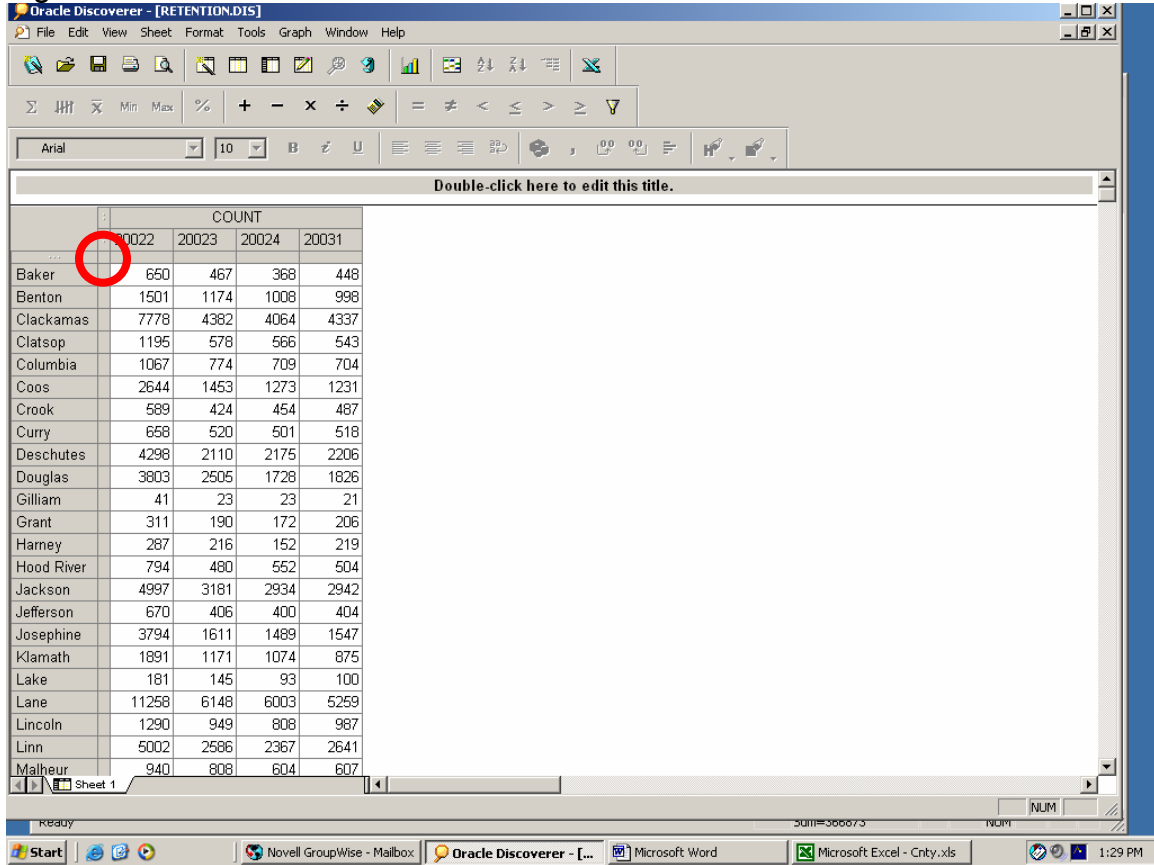 Oracle Discoverer - [RETENTION.DIS]
File Edit View Sheet Format Tools Graph Window Help
Σ x Min Max % + - × ÷ = ≠ < ≤ > ≥
Arial 10 B i U ,
Double-click here to edit this title.
COUNT
20022 20023 20024 20031
Baker 650 467 368 448
Benton 1501 1174 1008 998
Clackamas 7778 4382 4064 4337
Clatsop 1195 578 566 543
Columbia 1067 774 709 704
Coos 2644 1453 1273 1231
Crook 589 424 454 487
Curry 658 520 501 518
Deschutes 4298 2110 2175 2206
Douglas 3803 2505 1728 1826
Gilliam 41 23 23 21
Grant 311 190 172 206
Harney 287 216 152 219
Hood River 794 480 552 504
Jackson 4997 3181 2934 2942
Jefferson 670 406 400 404
Josephine 3794 1611 1489 1547
Klamath 1891 1171 1074 875
Lake 181 145 93 100
Lane 11258 6148 6003 5259
Lincoln 1290 949 808 987
Linn 5002 2586 2367 2641
Malheur 940 808 604 607
Sheet 1
NUM
Ready Sum=366873 NUM
Start Novell GroupWise - Mailbox Oracle Discoverer - [... Microsoft Word Microsoft Excel - Cnty.xls 1:29 PM